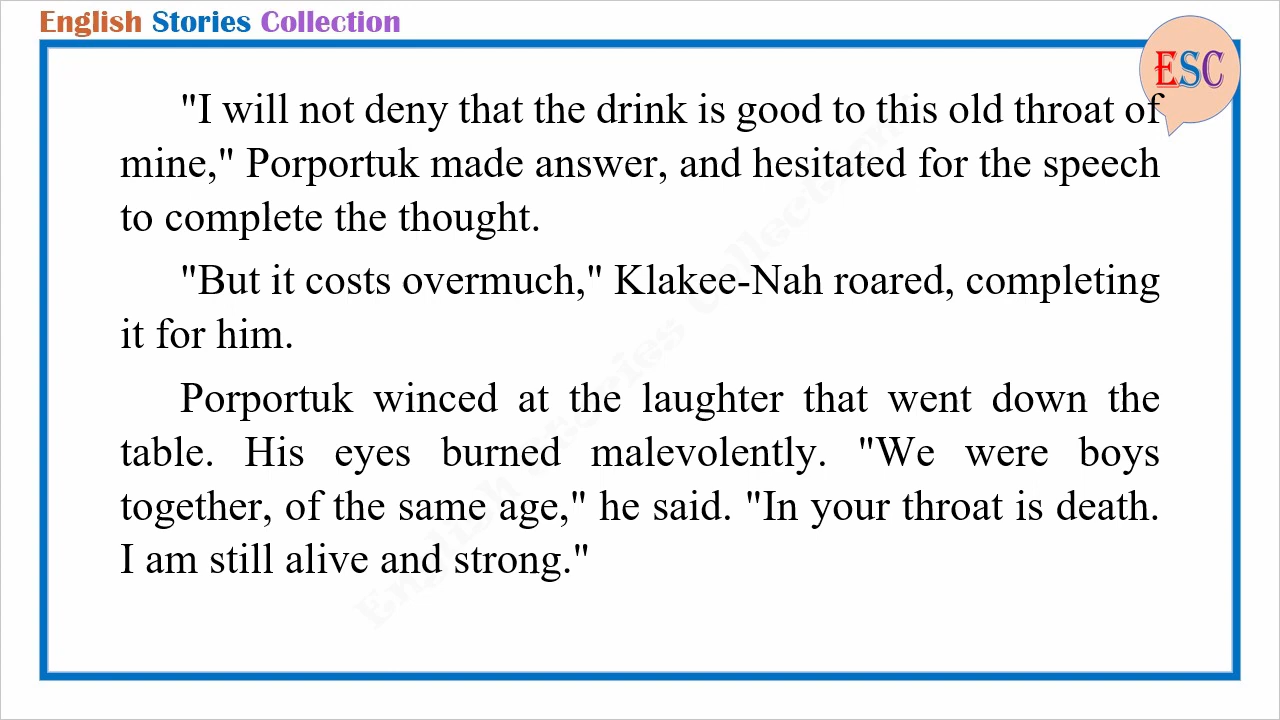 English Stories Collection
ESC
"I will not deny that the drink is good to this old throat of
mine," Porportuk made answer, and hesitated for the speech
to complete the thought.
"But it costs overmuch," Klakee-Nah roared, completing
it for him.
Porportuk winced at the laughter that went down the
table. His eyes burned malevolently. "We were boys
together, of the same age," he said. "In your throat is death.
I am still alive and strong."
English Stories Collection